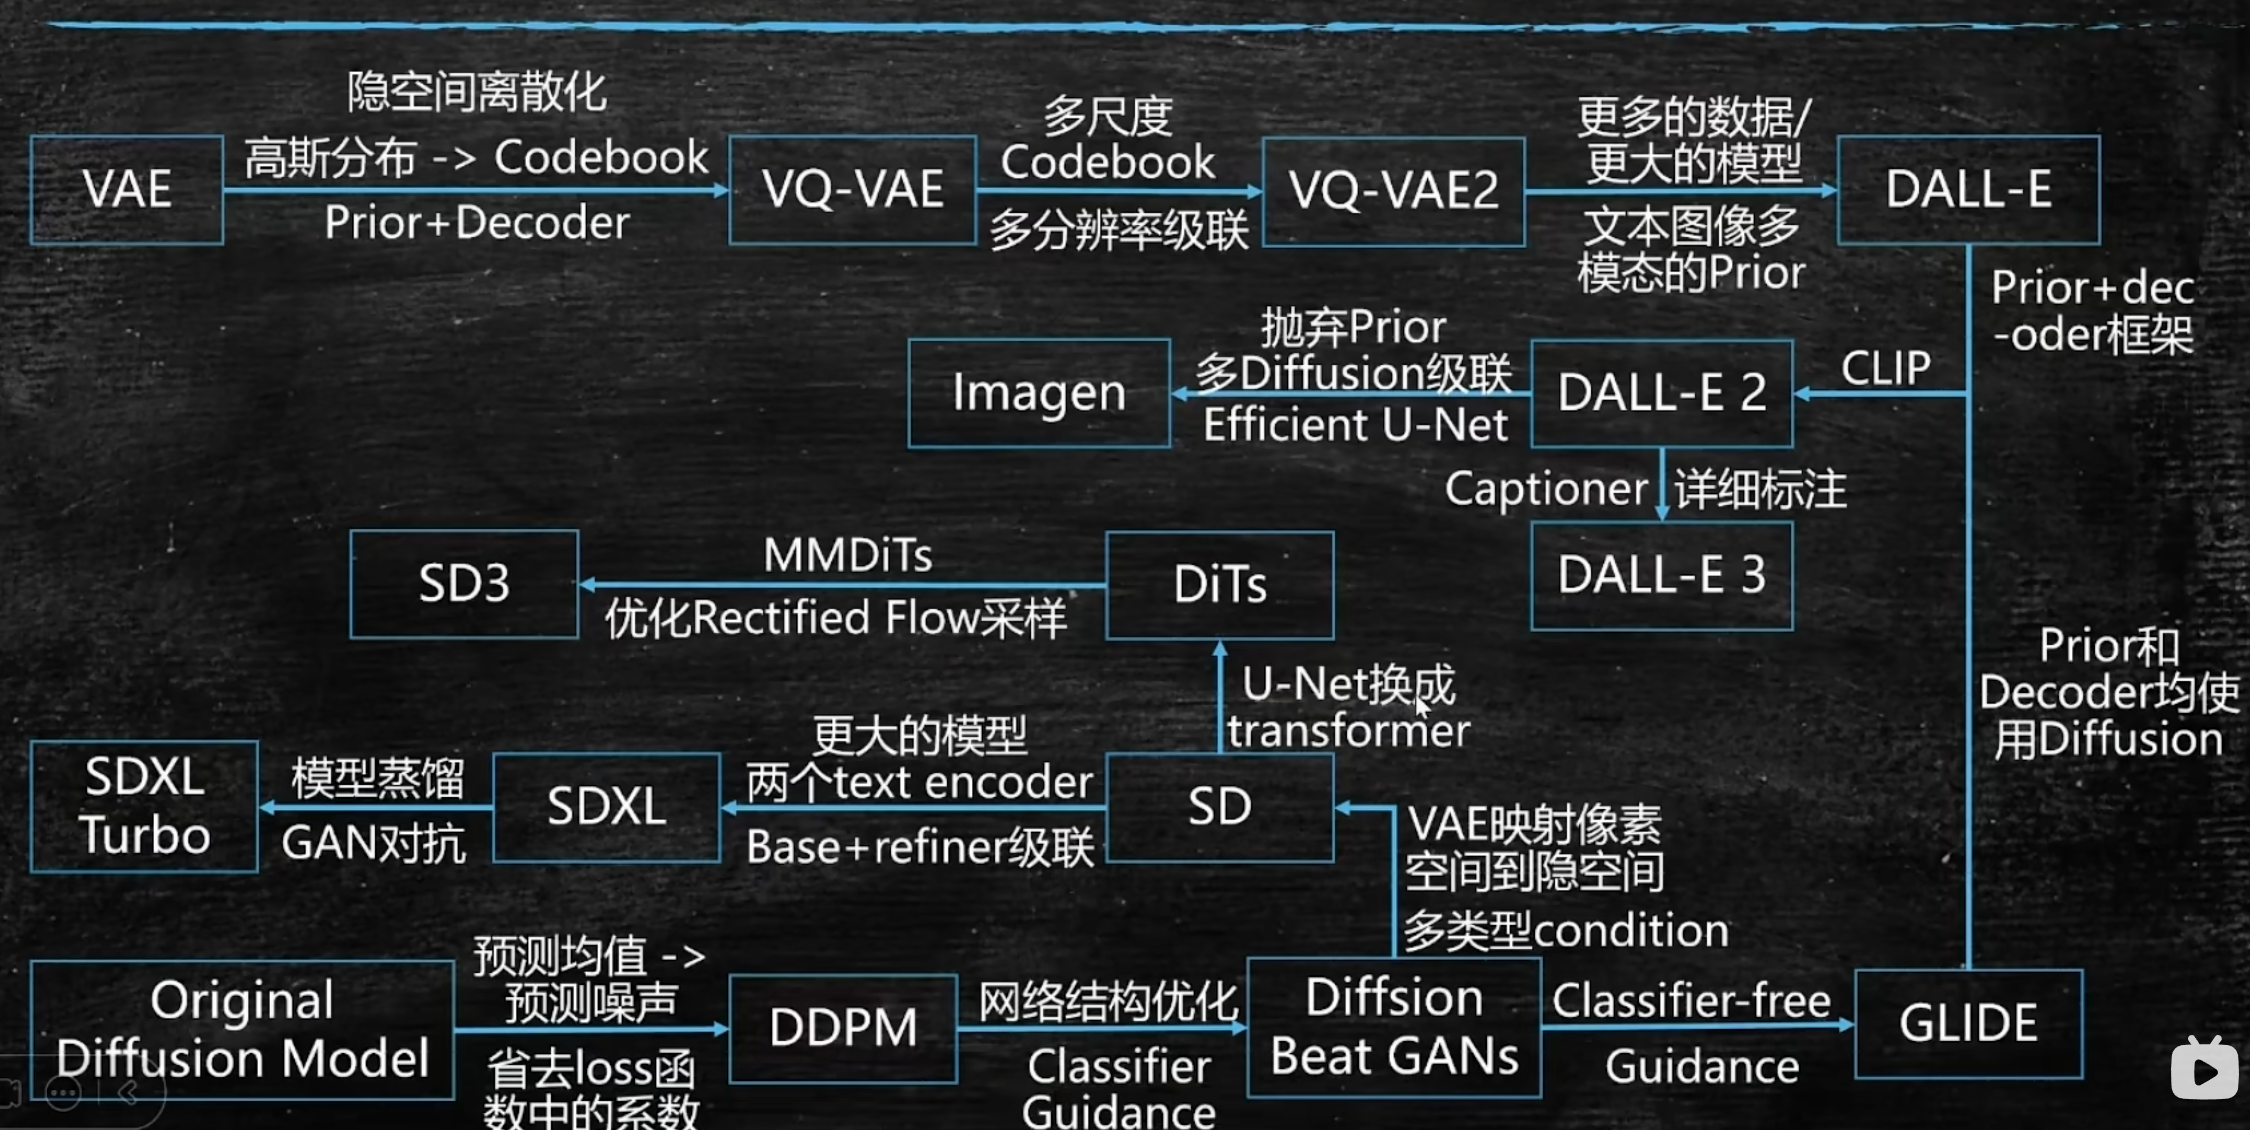 隐空间离散化
高斯分布 -> Codebook
Prior+Decoder
多尺度
Codebook
多分辨率级联
更多的数据/
更大的模型
文本图像多
模态的Prior
VAE
VQ-VAE
VQ-VAE2
DALL-E
Prior+dec
-oder框架
抛弃Prior
多Diffusion级联
Efficient U-Net
CLIP
Imagen
DALL-E 2
Captioner
详细标注
DALL-E 3
MMDiTs
优化Rectified Flow采样
SD3
DiTs
U-Net换成
transformer
Prior和
Decoder均使
用Diffusion
更大的模型
两个text encoder
Base+refiner级联
模型蒸馏
GAN对抗
SDXL
Turbo
SDXL
SD
VAE映射像素
空间到隐空间
多类型condition
预测均值 ->
预测噪声
省去loss函
数中的系数
网络结构优化
Classifier
Guidance
Classifier-free
Guidance
Original
Diffusion Model
DDPM
Diffsion
Beat GANs
GLIDE